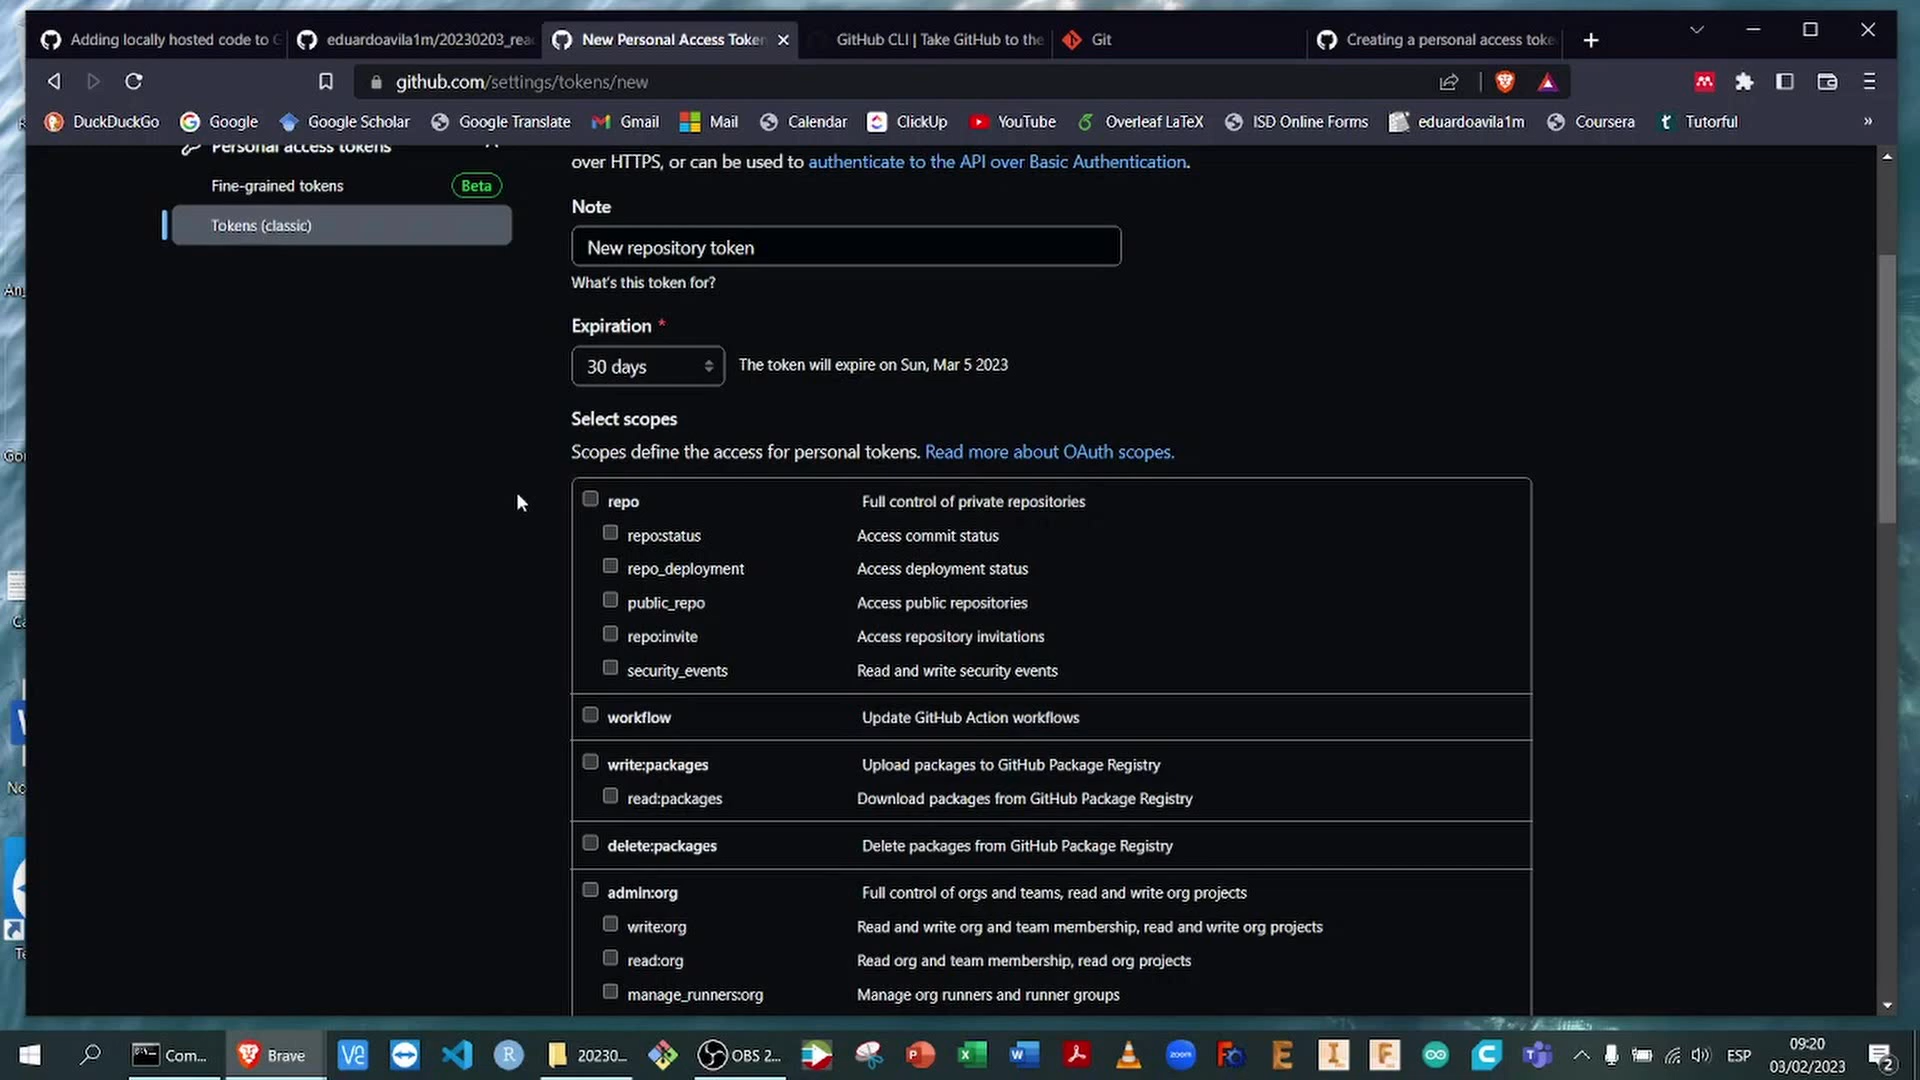 Adding locally hosted code to G
eduardoavila1m/20230203_rea
New Personal Access Token
GitHub CLI | Take GitHub to the
Git
Creating a personal access toke
github.com/settings/tokens/new
DuckDuckGo
Google
Google Scholar
Google Translate
Gmail
Mail
Calendar
ClickUp
YouTube
Overleaf LaTeX
ISD Online Forms
eduardoavila1m
Coursera
Tutorful
»
Personal access tokens
Fine-grained tokens
Beta
Tokens (classic)
over HTTPS, or can be used to authenticate to the API over Basic Authentication.
Note
New repository token
What's this token for?
Expiration *
30 days
The token will expire on Sun, Mar 5 2023
Select scopes
Scopes define the access for personal tokens. Read more about OAuth scopes.
repo Full control of private repositories
repo:status Access commit status
repo_deployment Access deployment status
public_repo Access public repositories
repo:invite Access repository invitations
security_events Read and write security events
workflow Update GitHub Action workflows
write:packages Upload packages to GitHub Package Registry
read:packages Download packages from GitHub Package Registry
delete:packages Delete packages from GitHub Package Registry
admin:org Full control of orgs and teams, read and write org projects
write:org Read and write org and team membership, read and write org projects
read:org Read org and team membership, read org projects
manage_runners:org Manage org runners and runner groups
Com...
Brave
20230...
OBS 2...
zoom
ESP
09:20
03/02/2023
2